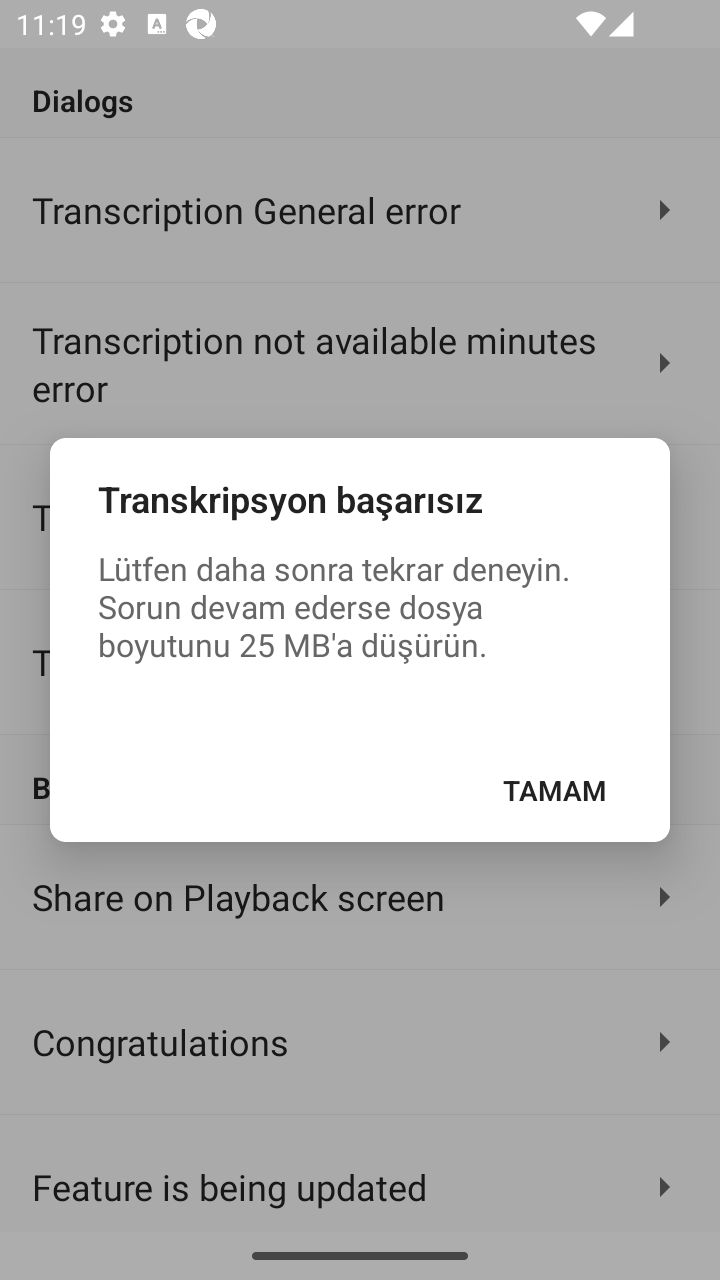 11:19
Dialogs
Transcription General error
Transcription not available minutes
error
T
Transkripsyon başarısız
Lütfen daha sonra tekrar deneyin.
Sorun devam ederse dosya
boyutunu 25 MB'a düşürün.
T
TAMAM
B
Share on Playback screen
Congratulations
Feature is being updated